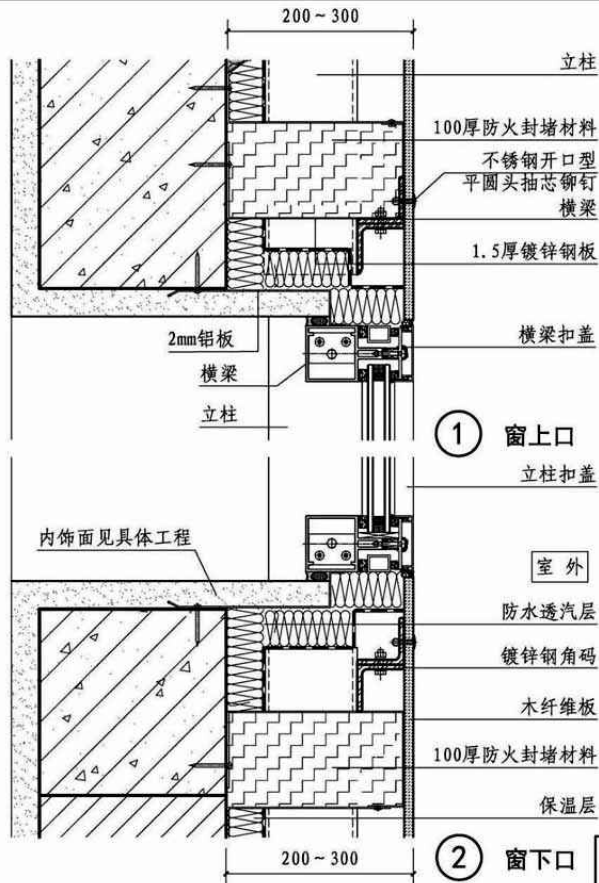 200～300
立柱
100厚防火封堵材料
不锈钢开口型
平圆头抽芯铆钉
横梁
1.5厚镀锌钢板
2mm铝板
横梁扣盖
横梁
立柱
1 窗上口
立柱扣盖
内饰面见具体工程
室外
防水透汽层
镀锌钢角码
木纤维板
100厚防火封堵材料
保温层
200～300
2 窗下口